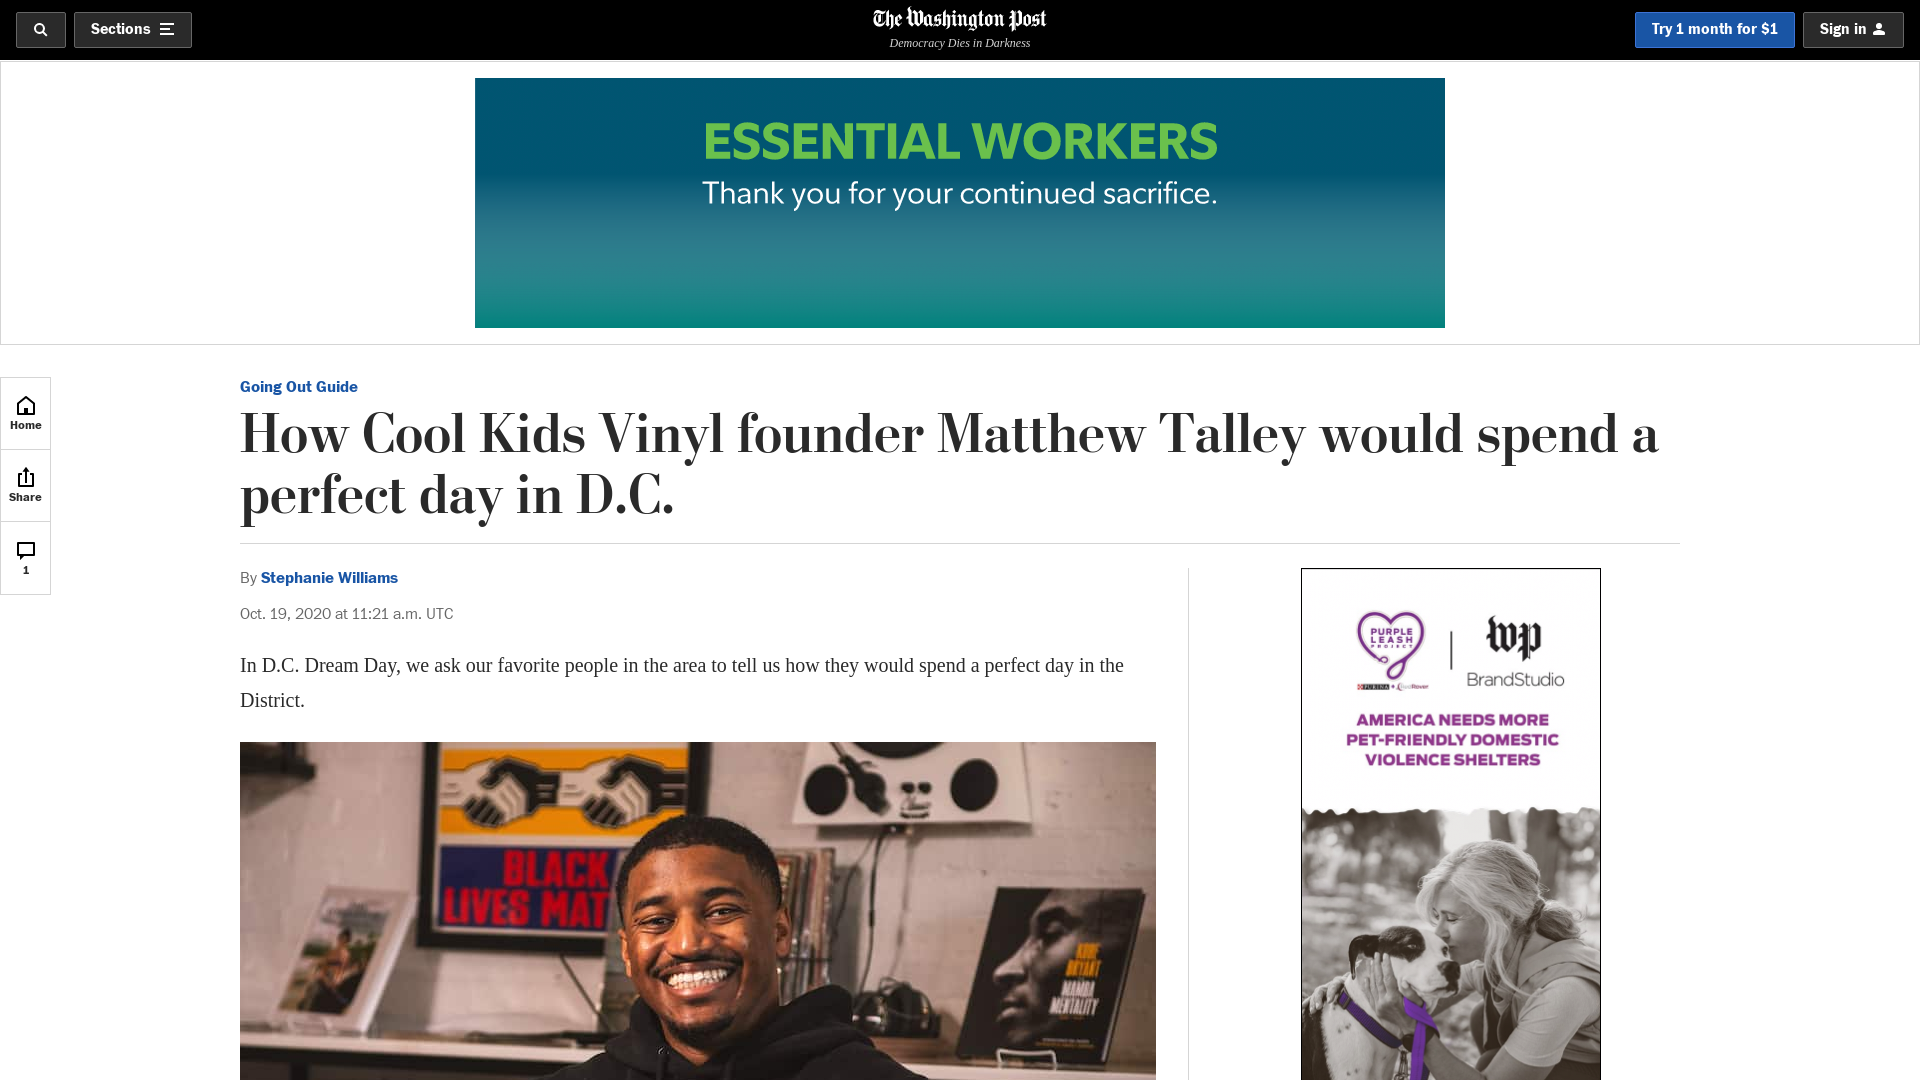 Sections
The Washington Post
Democracy Dies in Darkness
Try 1 month for $1
Sign in
ESSENTIAL WORKERS
Thank you for your continued sacrifice.
Home
Share
1
Going Out Guide
How Cool Kids Vinyl founder Matthew Talley would spend a
perfect day in D.C.
By Stephanie Williams
Oct. 19, 2020 at 11:21 a.m. UTC
In D.C. Dream Day, we ask our favorite people in the area to tell us how they would spend a perfect day in the
District.
BLACK
LIVES MAT
KOBE
BRYANT
MAMBA
MENTALITY
PURPLE
LEASH
PROJECT
PURINA
RedRover
wp
BrandStudio
AMERICA NEEDS MORE
PET-FRIENDLY DOMESTIC
VIOLENCE SHELTERS